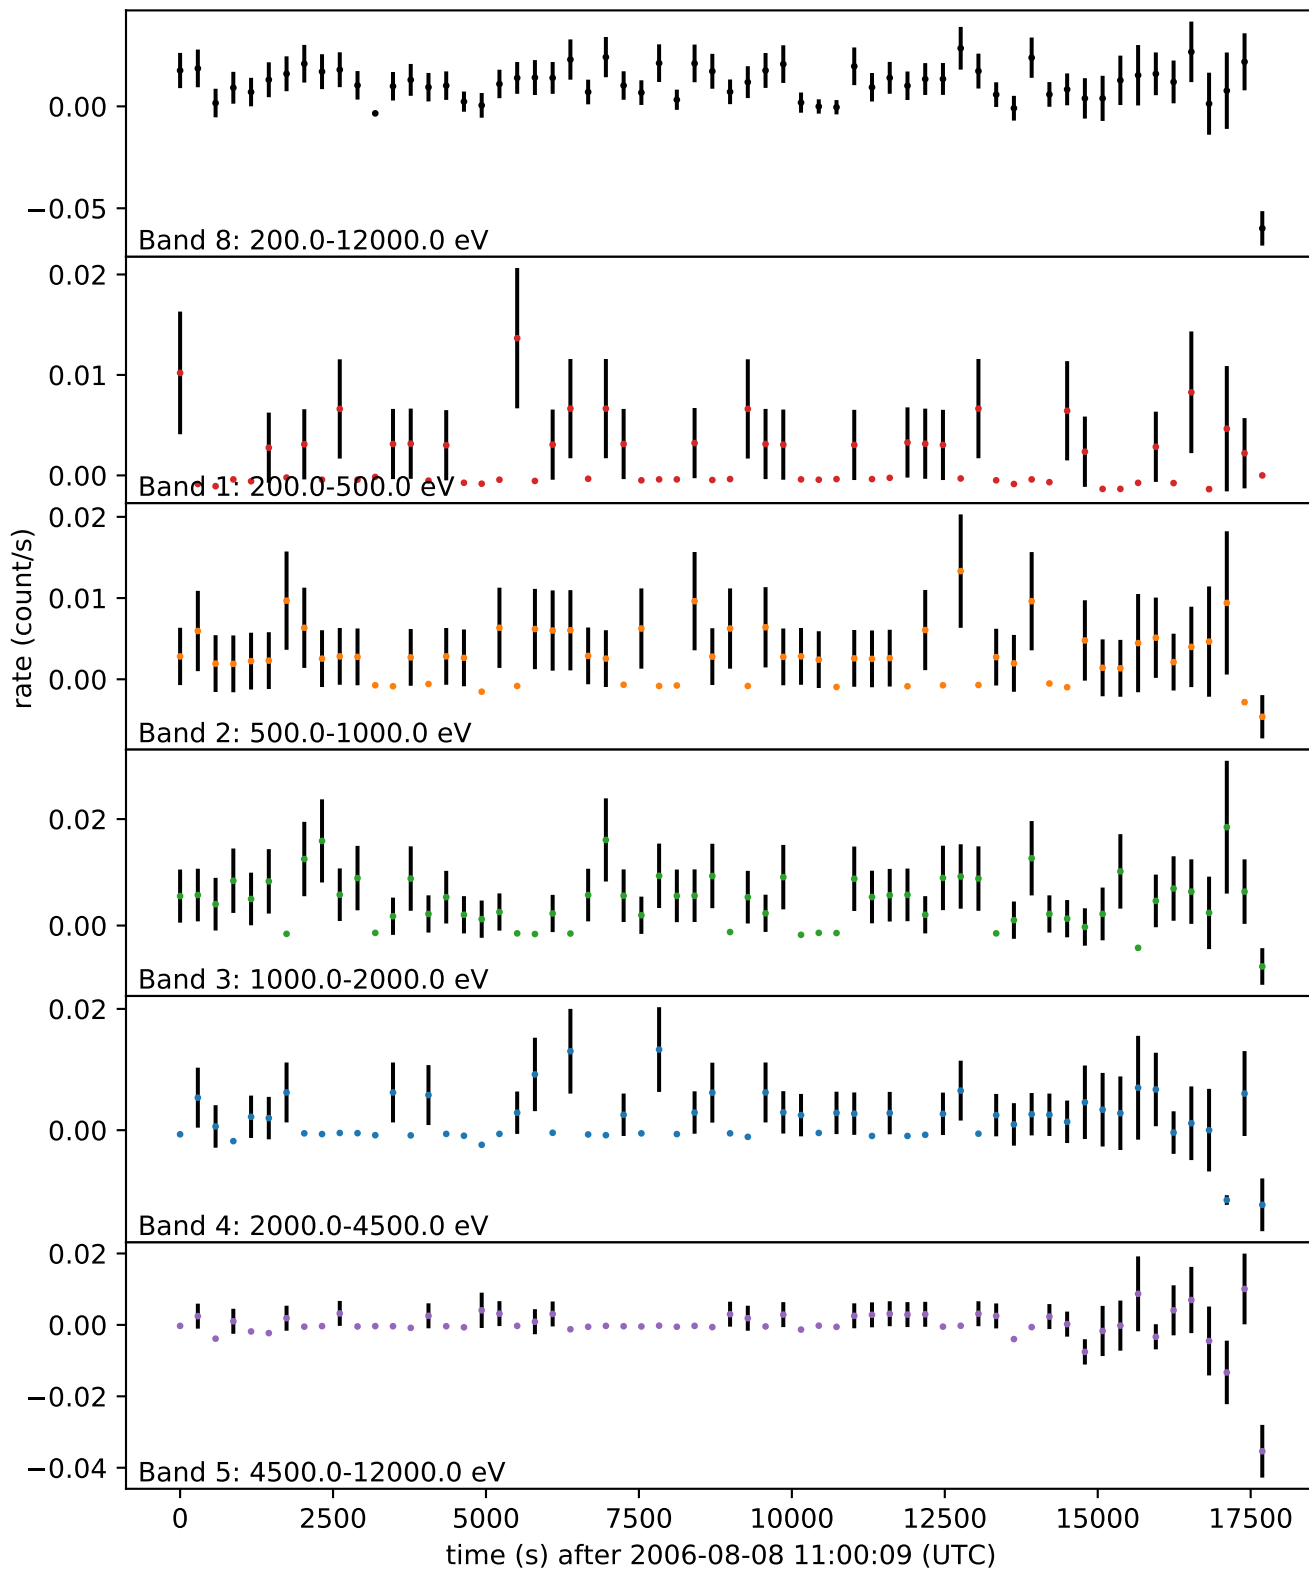 0.00
−0.05
Band 8: 200.0-12000.0 eV
0.02
0.01
0.00
Band 1: 200.0-500.0 eV
rate (count/s)
0.02
0.01
0.00
Band 2: 500.0-1000.0 eV
0.02
0.00
Band 3: 1000.0-2000.0 eV
0.02
0.00
Band 4: 2000.0-4500.0 eV
0.02
0.00
−0.02
−0.04
Band 5: 4500.0-12000.0 eV
0 2500 5000 7500 10000 12500 15000 17500
time (s) after 2006-08-08 11:00:09 (UTC)